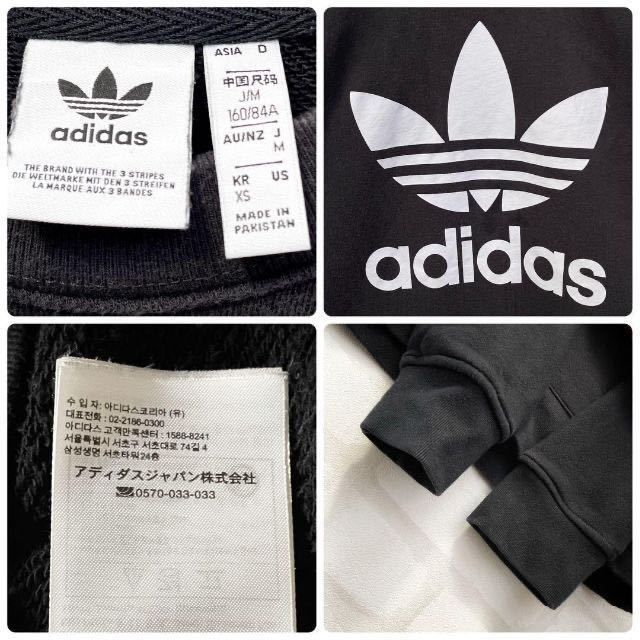 adidas
THE BRAND WITH THE 3 STRIPES
DIE WELTMARKE MIT DEN 3 STREIFEN
LA MARQUE AUX 3 BANDES
ASIA D
中国尺码
J/M
160/84A
AU/NZ J
M
KR US
XS
MADE IN
PAKISTAN
adidas
수 입 자 : 아디다스코리아 (유)
대표전화 : 02-2186-0300
아디다스 고객만족센터 : 1588-8241
서울특별시 서초구 서초대로 74길 4
삼성생명 서초타워 24층
アディダスジャパン株式会社
0570-033-033